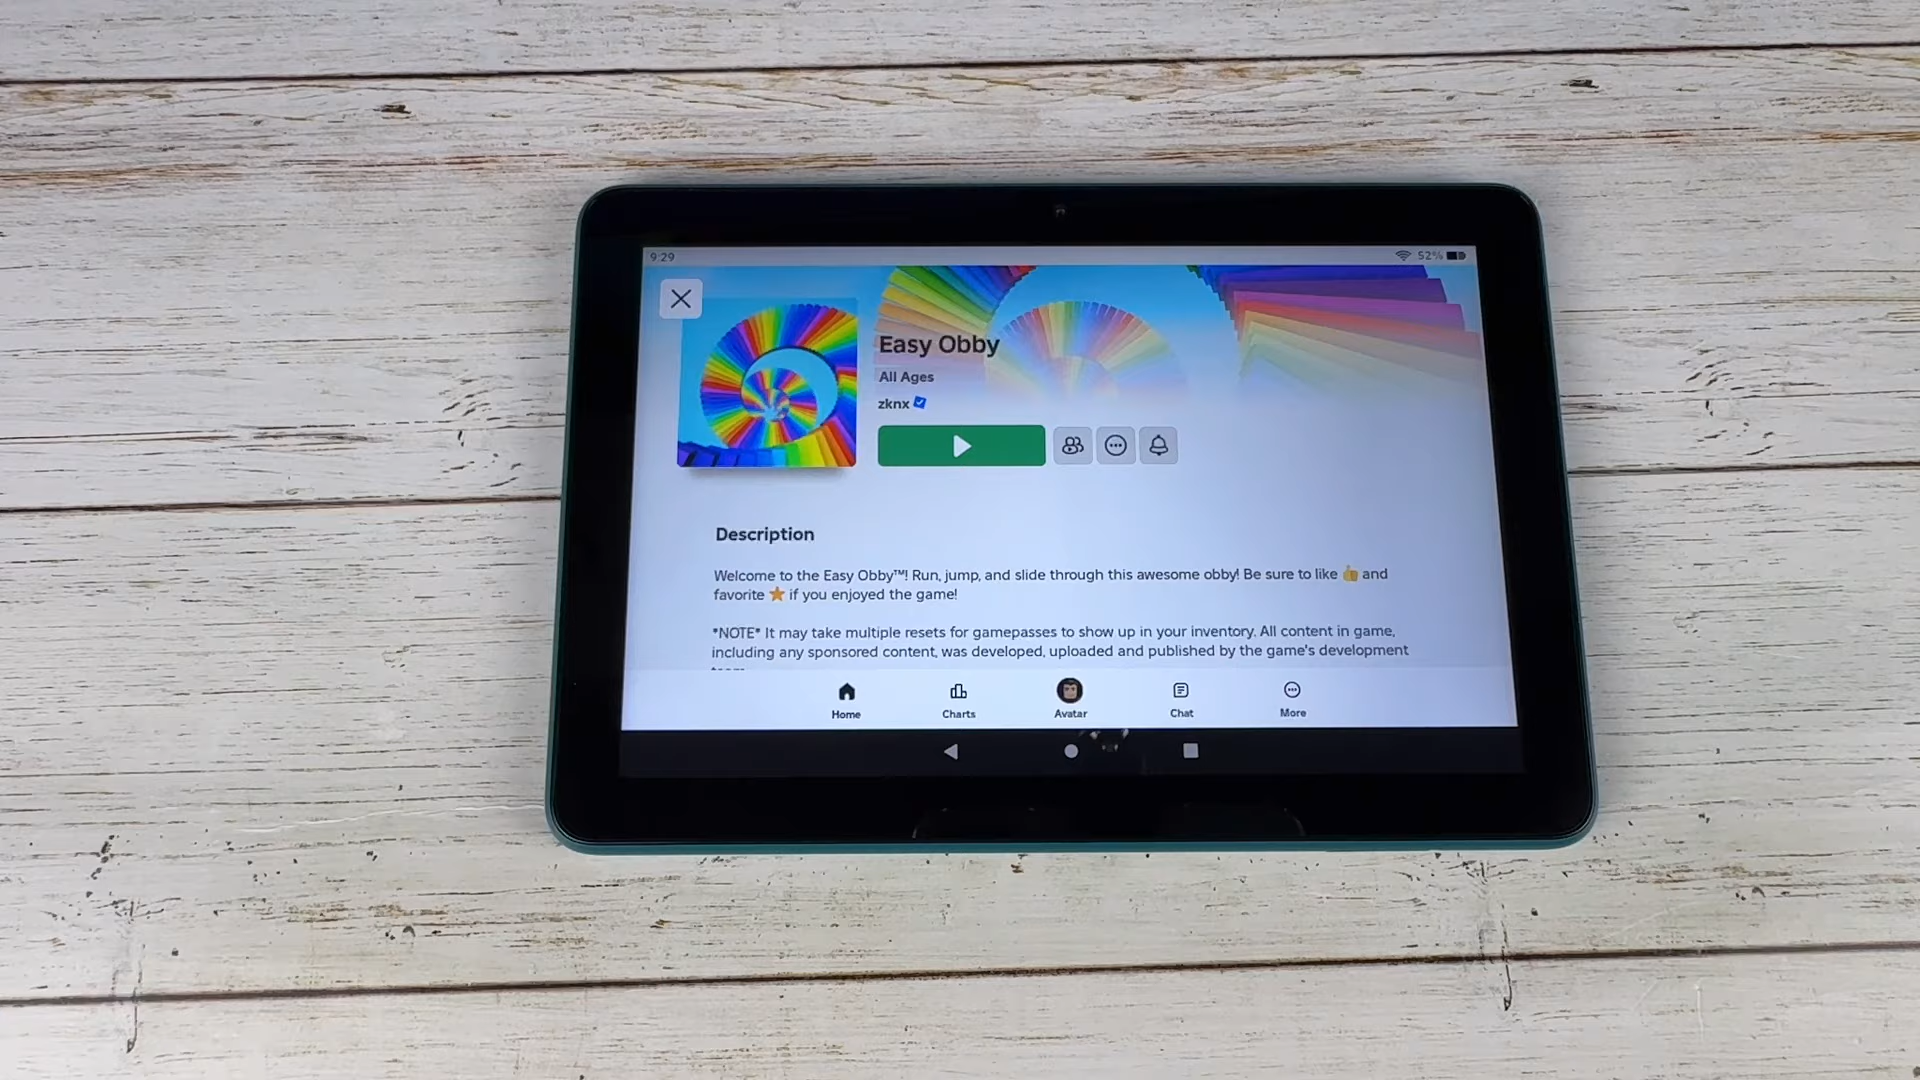 9:29
52%
Easy Obby
All Ages
zknx
Description
Welcome to the Easy Obby™! Run, jump, and slide through this awesome obby! Be sure to like 👍 and
favorite ⭐ if you enjoyed the game!
*NOTE* It may take multiple resets for gamepasses to show up in your inventory. All content in game,
including any sponsored content, was developed, uploaded and published by the game's development
Home
Charts
Avatar
Chat
More